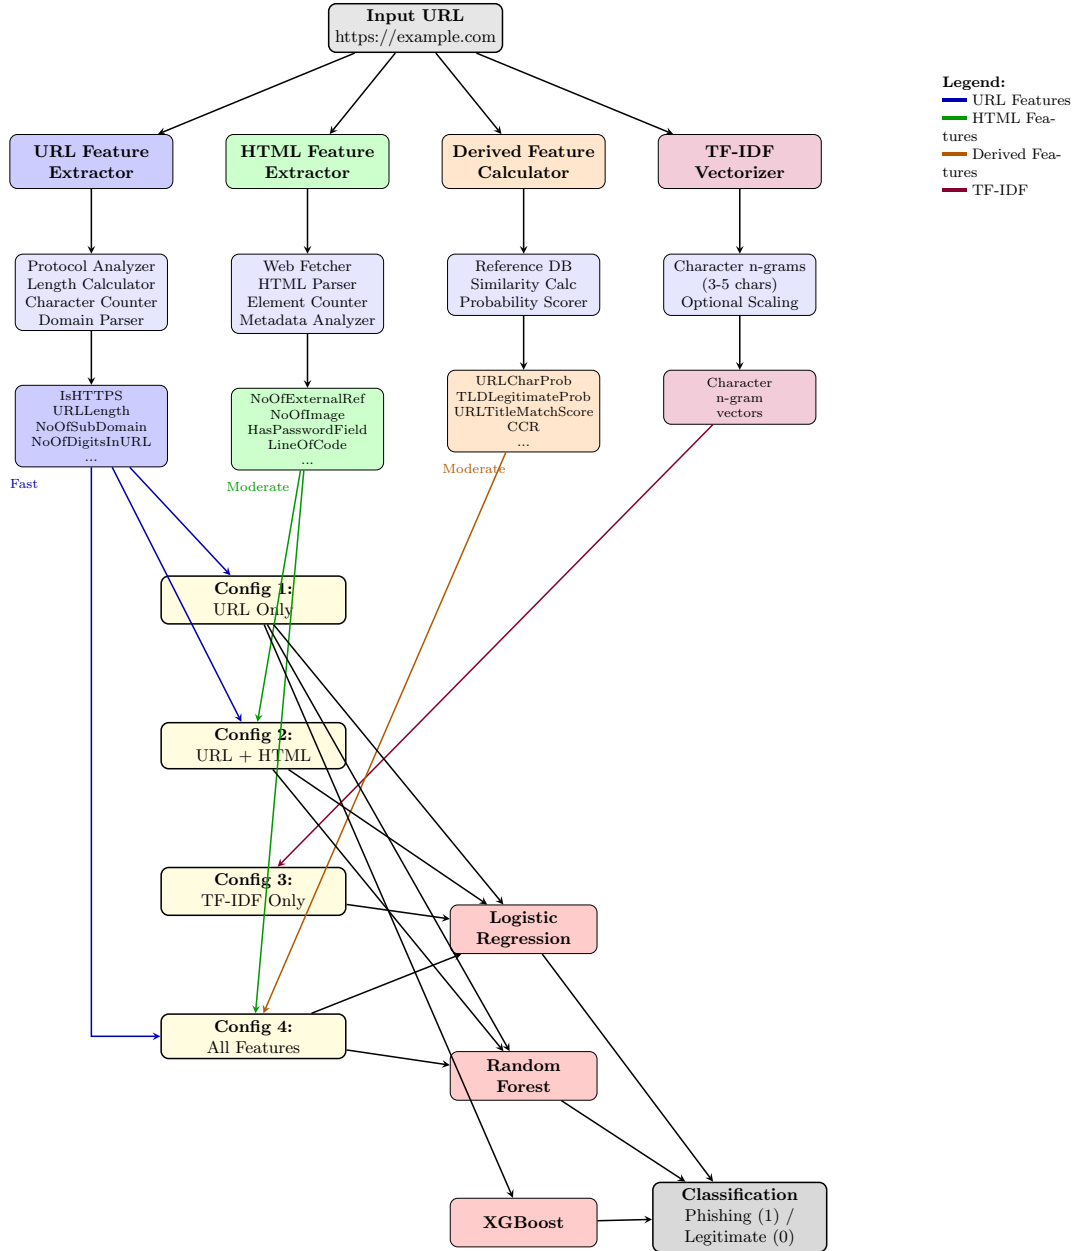 Input URL
https://example.com
Legend:
URL Features
HTML Fea-
tures
Derived Fea-
tures
TF-IDF
URL Feature
Extractor
HTML Feature
Extractor
Derived Feature
Calculator
TF-IDF
Vectorizer
Protocol Analyzer
Length Calculator
Character Counter
Domain Parser
Web Fetcher
HTML Parser
Element Counter
Metadata Analyzer
Reference DB
Similarity Calc
Probability Scorer
Character n-grams
(3-5 chars)
Optional Scaling
IsHTTPS
URLLength
NoOfSubDomain
NoOfDigitsInURL
...
NoOfExternalRef
NoOfImage
HasPasswordField
LineOfCode
...
URLCharProb
TLDLegitimateProb
URLTitleMatchScore
CCR
...
Character
n-gram
vectors
Fast
Moderate
Moderate
Config 1:
URL Only
Config 2:
URL + HTML
Config 3:
TF-IDF Only
Config 4:
All Features
Logistic
Regression
Random
Forest
XGBoost
Classification
Phishing (1) /
Legitimate (0)